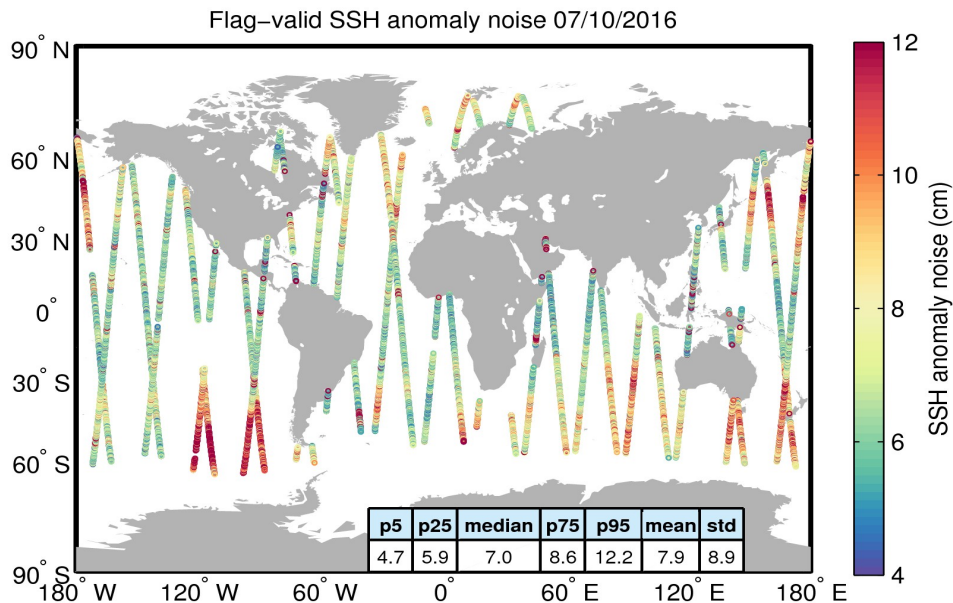 Flag−valid SSH anomaly noise 07/10/2016
90° N
60° N
30° N
0°
30° S
60° S
90° S
180° W
120° W
60° W
0°
60° E
120° E
180° E
p5 p25 median p75 p95 mean std
4.7 5.9 7.0 8.6 12.2 7.9 8.9
12
10
8
6
4
SSH anomaly noise (cm)